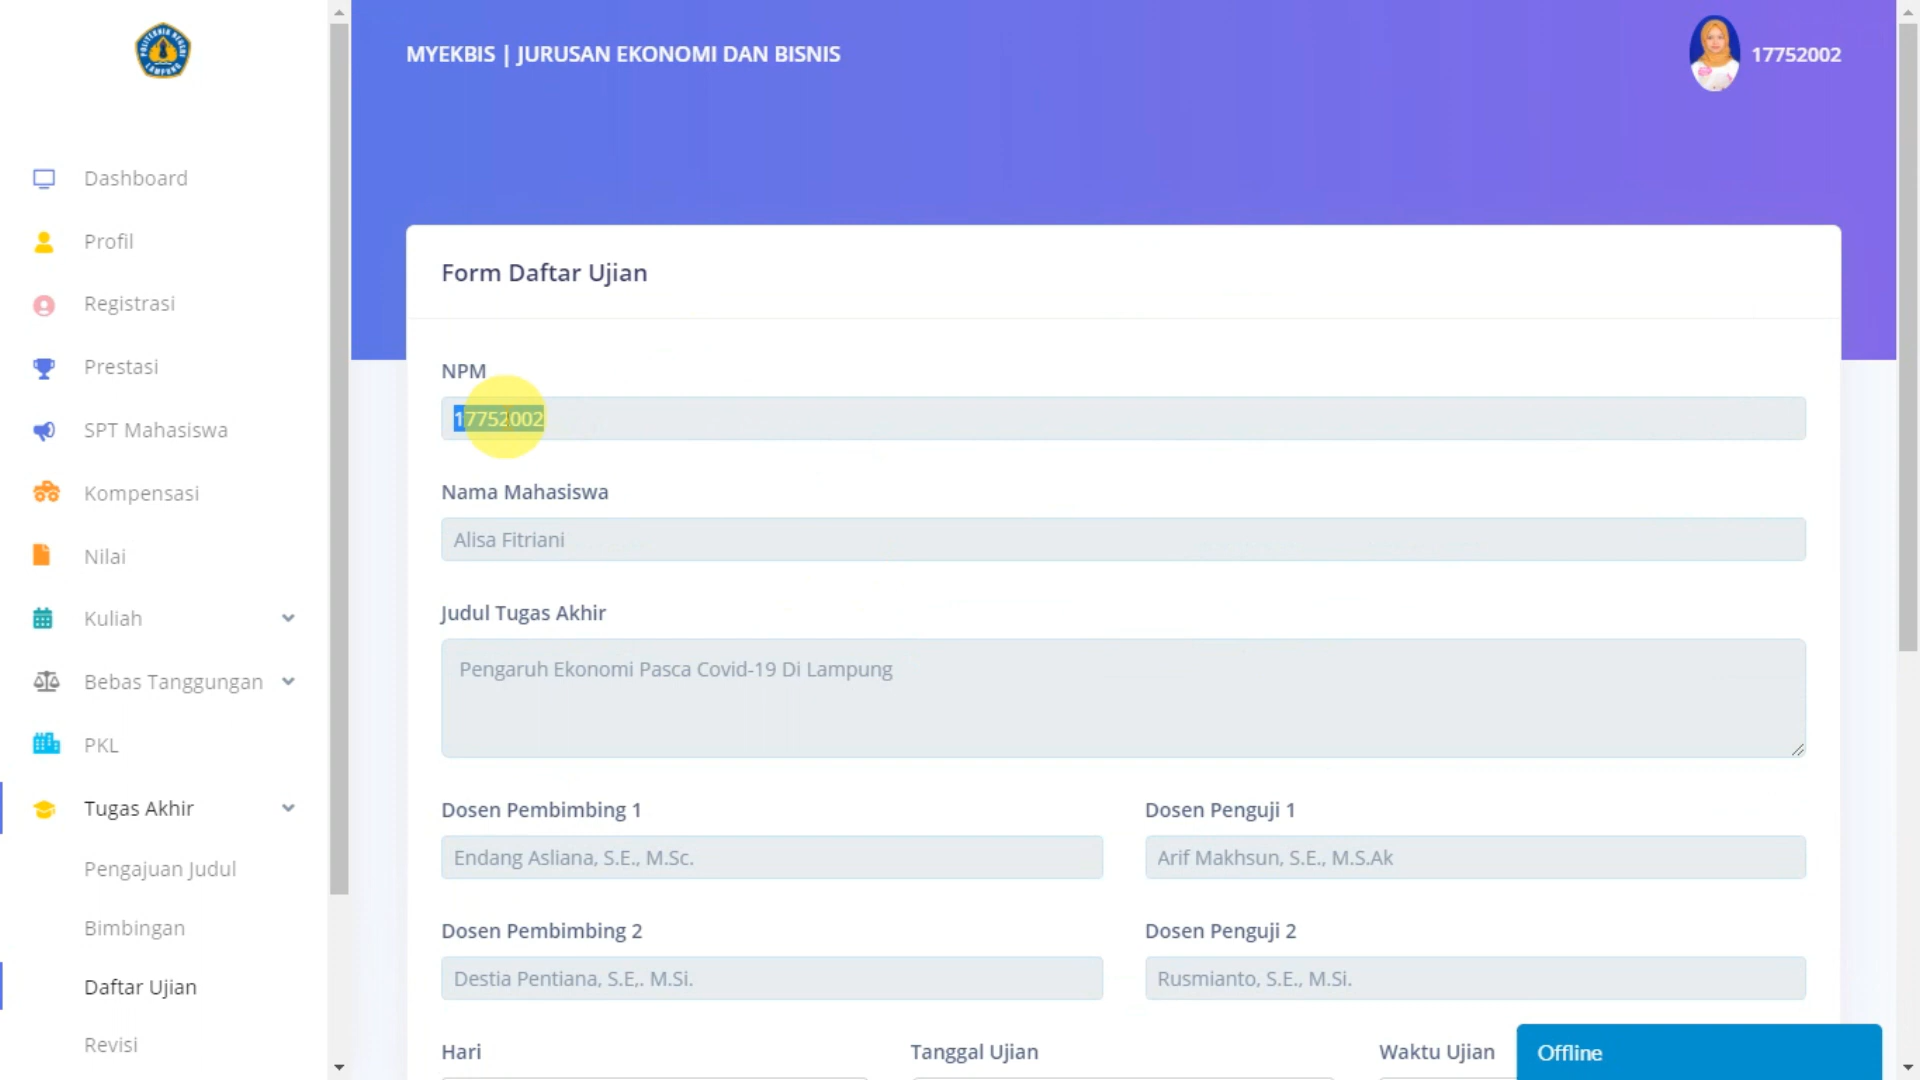 MYEKBIS | JURUSAN EKONOMI DAN BISNIS
17752002
Dashboard
Profil
Registrasi
Prestasi
SPT Mahasiswa
Kompensasi
Nilai
Kuliah
Bebas Tanggungan
PKL
Tugas Akhir
Pengajuan Judul
Bimbingan
Daftar Ujian
Revisi
Form Daftar Ujian
NPM
17752002
Nama Mahasiswa
Alisa Fitriani
Judul Tugas Akhir
Pengaruh Ekonomi Pasca Covid-19 Di Lampung
Dosen Pembimbing 1
Dosen Penguji 1
Endang Asliana, S.E., M.Sc.
Arif Makhsun, S.E., M.S.Ak
Dosen Pembimbing 2
Dosen Penguji 2
Destia Pentiana, S.E,. M.Si.
Rusmianto, S.E., M.Si.
Hari
Tanggal Ujian
Waktu Ujian
Offline